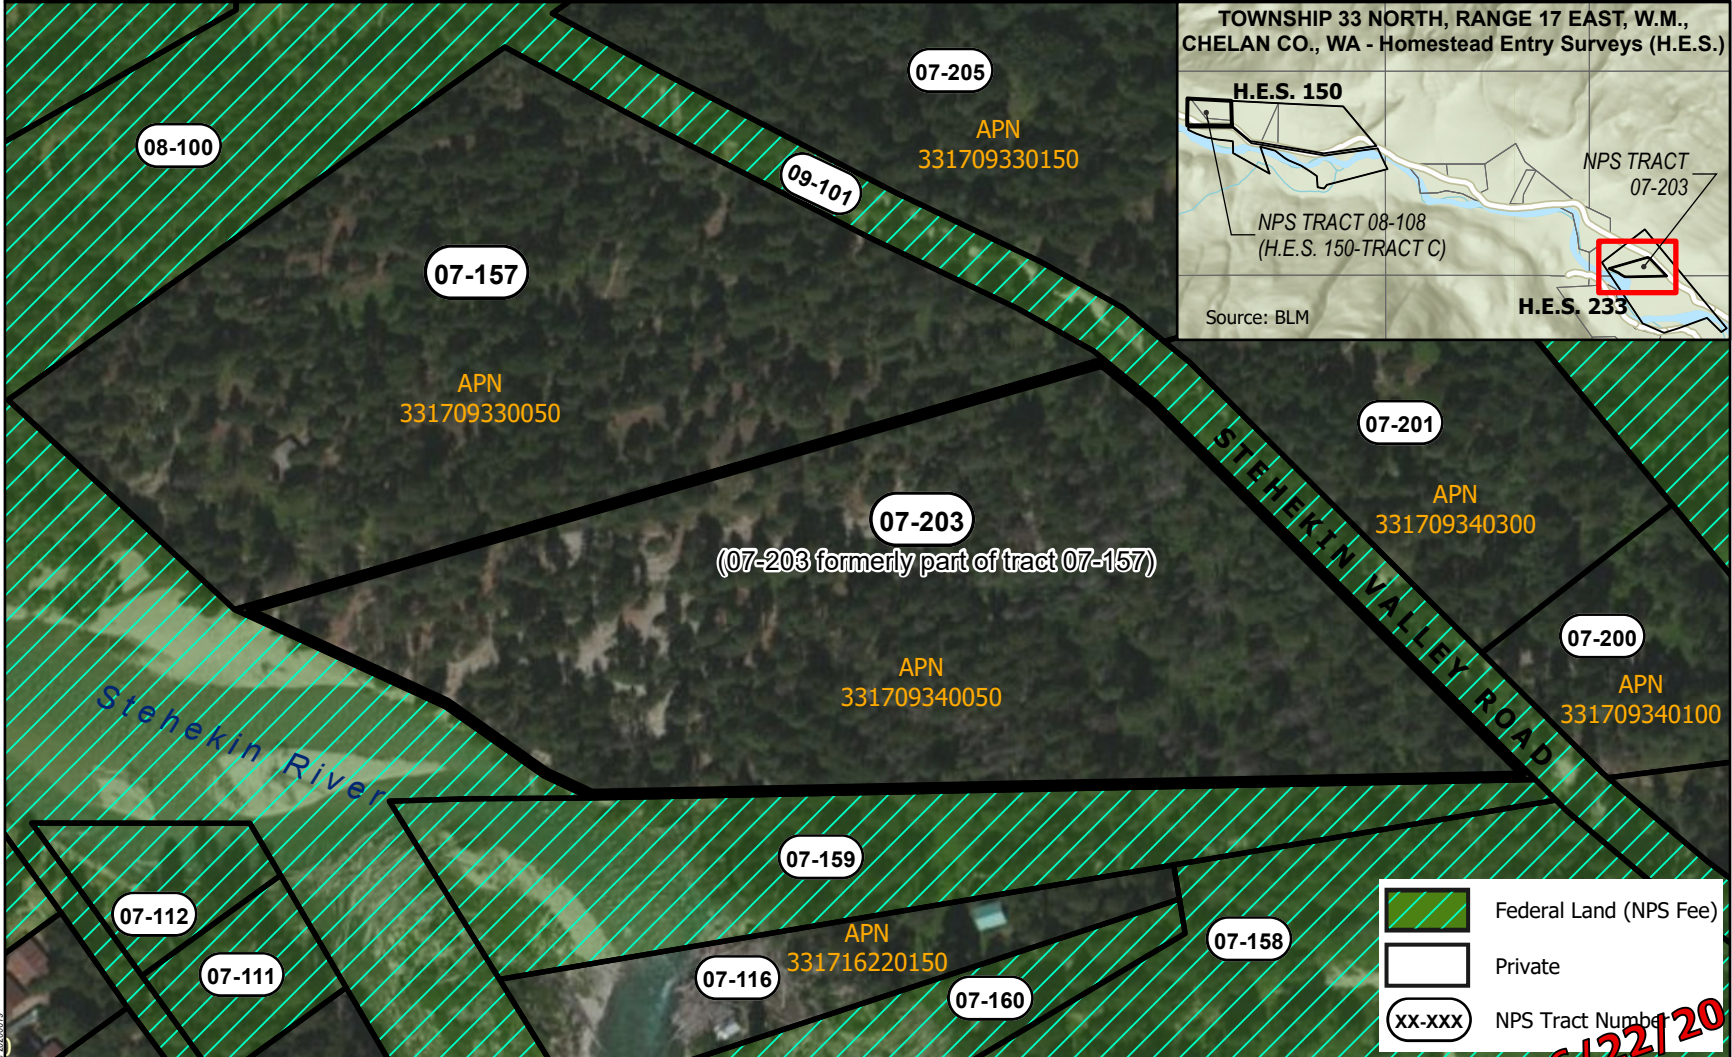 TOWNSHIP 33 NORTH, RANGE 17 EAST, W.M.,
CHELAN CO., WA - Homestead Entry Surveys (H.E.S.)
H.E.S. 150
NPS TRACT
07-203
NPS TRACT 08-108
(H.E.S. 150-TRACT C)
H.E.S. 233
Source: BLM
07-205
APN
331709330150
08-100
09-101
07-157
APN
331709330050
07-201
APN
331709340300
STEHEKIN VALLEY ROAD
07-203
(07-203 formerly part of tract 07-157)
APN
331709340050
07-200
APN
331709340100
Stehekin River
07-159
07-112
07-111
APN
331716220150
07-116
07-160
07-158
Federal Land (NPS Fee)
Private
XX-XXX
NPS Tract Number
/22/20